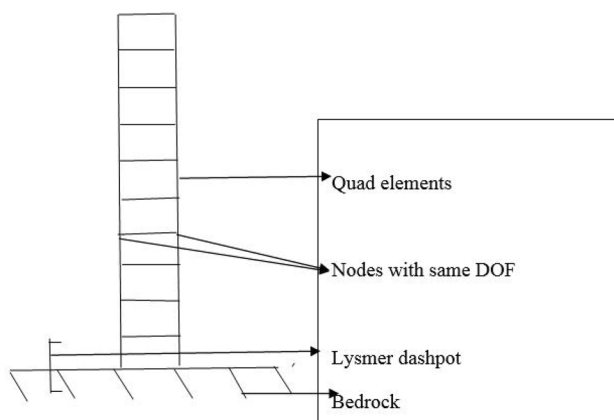 Quad elements
Nodes with same DOF
Lysmer dashpot
Bedrock